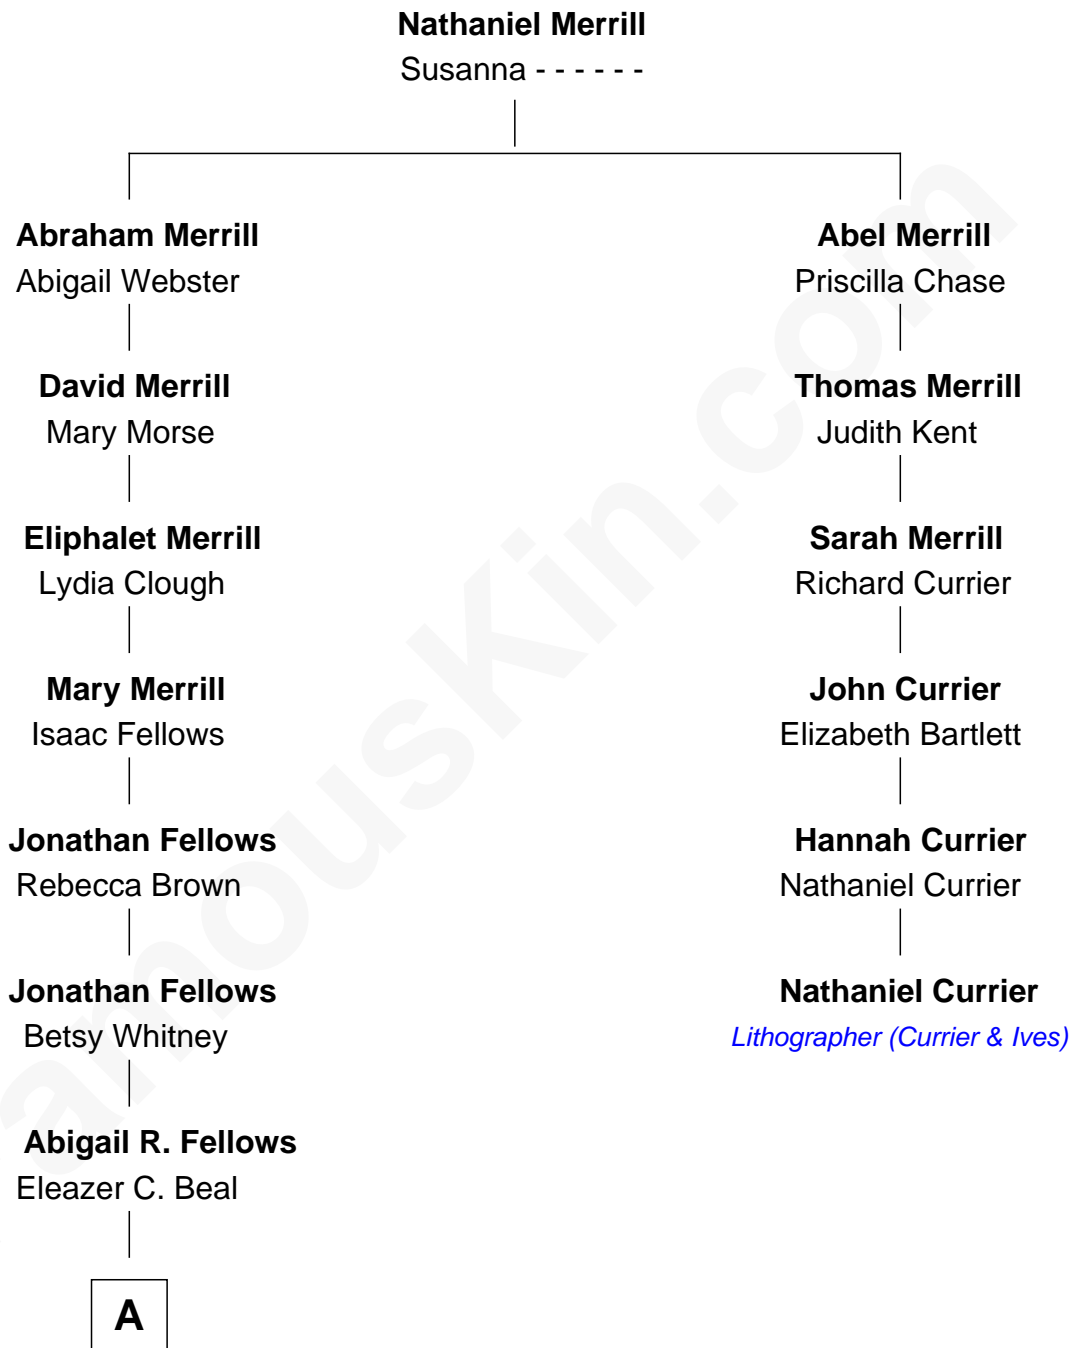 Nathaniel Merrill
Susanna - - - - - -
Abraham Merrill
Abigail Webster
Abel Merrill
Priscilla Chase
David Merrill
Mary Morse
Thomas Merrill
Judith Kent
Eliphalet Merrill
Lydia Clough
Sarah Merrill
Richard Currier
Mary Merrill
Isaac Fellows
John Currier
Elizabeth Bartlett
Jonathan Fellows
Rebecca Brown
Hannah Currier
Nathaniel Currier
Jonathan Fellows
Betsy Whitney
Nathaniel Currier
Lithographer (Currier & Ives)
Abigail R. Fellows
Eleazer C. Beal
A
amousKin.com